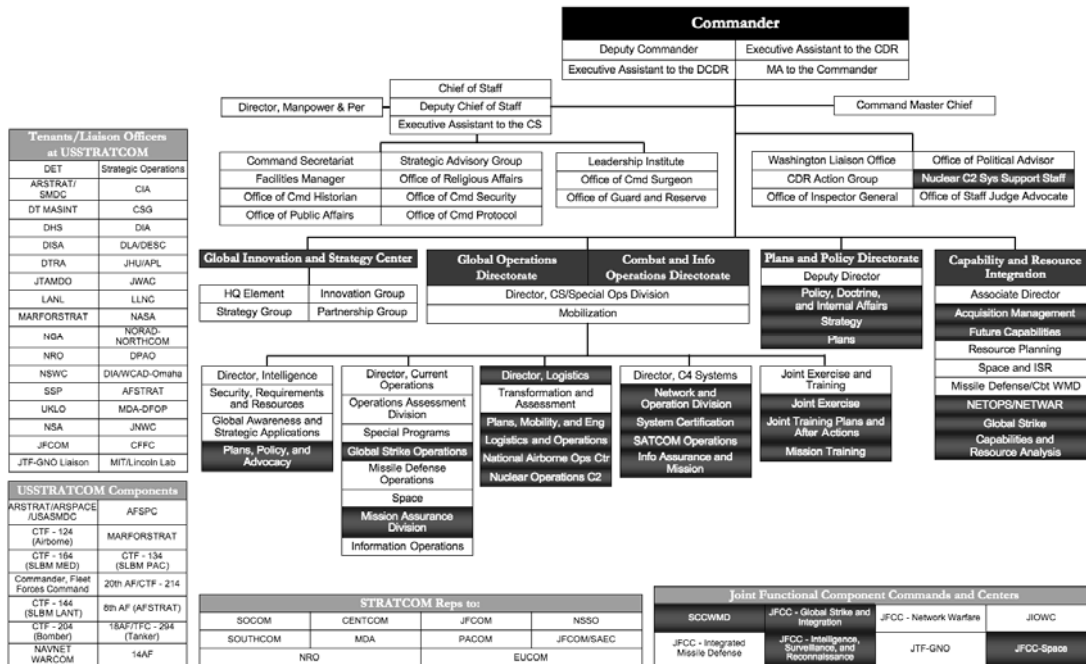 Commander
Deputy Commander
Executive Assistant to the CDR
Executive Assistant to the DCDR
MA to the Commander
Chief of Staff
Deputy Chief of Staff
Executive Assistant to the CS
Director, Manpower & Per
Command Master Chief
Command Secretariat
Strategic Advisory Group
Facilities Manager
Office of Religious Affairs
Office of Cmd Historian
Office of Cmd Security
Office of Public Affairs
Office of Cmd Protocol
Leadership Institute
Office of Cmd Surgeon
Office of Guard and Reserve
Washington Liaison Office
Office of Political Advisor
CDR Action Group
Nuclear C2 Sys Support Staff
Office of Inspector General
Office of Staff Judge Advocate
Tenants/Liaison Officers
at USSTRATCOM
DET
Strategic Operations
ARSTRAT/
SMDC
CIA
DT MASINT
CSG
DHS
DIA
DISA
DLA/DESC
DTRA
JHU/APL
JTAMDO
JWAC
LANL
LLNC
MARFORSTRAT
NASA
NGA
NORAD-
NORTHCOM
NRO
DPAO
NSWC
DIA/WCAD-Omaha
SSP
AFSTRAT
UKLO
MDA-DFOP
NSA
JNWC
JFCOM
CFFC
JTF-GNO Liaison
MIT/Lincoln Lab
Global Innovation and Strategy Center
HQ Element
Innovation Group
Strategy Group
Partnership Group
Global Operations
Directorate
Combat and Info
Operations Directorate
Director, CS/Special Ops Division
Mobilization
Plans and Policy Directorate
Deputy Director
Policy, Doctrine,
and Internal Affairs
Strategy
Plans
Capability and Resource
Integration
Associate Director
Acquisition Management
Future Capabilities
Resource Planning
Space and ISR
Missile Defense/Cbt WMD
NETOPS/NETWAR
Global Strike
Capabilities and
Resource Analysis
Director, Intelligence
Security, Requirements
and Resources
Global Awareness and
Strategic Applications
Plans, Policy, and
Advocacy
Director, Current
Operations
Operations Assessment
Division
Special Programs
Global Strike Operations
Missile Defense
Operations
Space
Mission Assurance
Division
Information Operations
Director, Logistics
Transformation and
Assessment
Plans, Mobility, and Eng
Logistics and Operations
National Airborne Ops Ctr
Nuclear Operations C2
Director, C4 Systems
Network and
Operation Division
System Certification
SATCOM Operations
Info Assurance and
Mission
Joint Exercise and
Training
Joint Exercise
Joint Training Plans and
After Actions
Mission Training
USSTRATCOM Components
ARSTRAT/ARSPACE
/USASMDC
AFSPC
CTF - 124
(Airborne)
MARFORSTRAT
CTF - 164
(SLBM MED)
CTF - 134
(SLBM PAC)
Commander, Fleet
Forces Command
20th AF/CTF - 214
CTF - 144
(SLBM LANT)
8th AF (AFSTRAT)
CTF - 204
(Bomber)
18AF/TFC - 294
(Tanker)
NAVNET
WARCOM
14AF
STRATCOM Reps to:
SOCOM
CENTCOM
JFCOM
NSSO
SOUTHCOM
MDA
PACOM
JFCOM/SAEC
NRO
EUCOM
Joint Functional Component Commands and Centers
SCCWMD
JFCC - Global Strike and
Integration
JFCC - Network Warfare
JIOWC
JFCC - Integrated
Missile Defense
JFCC - Intelligence,
Surveillance, and
Reconnaissance
JTF-GNO
JFCC-Space